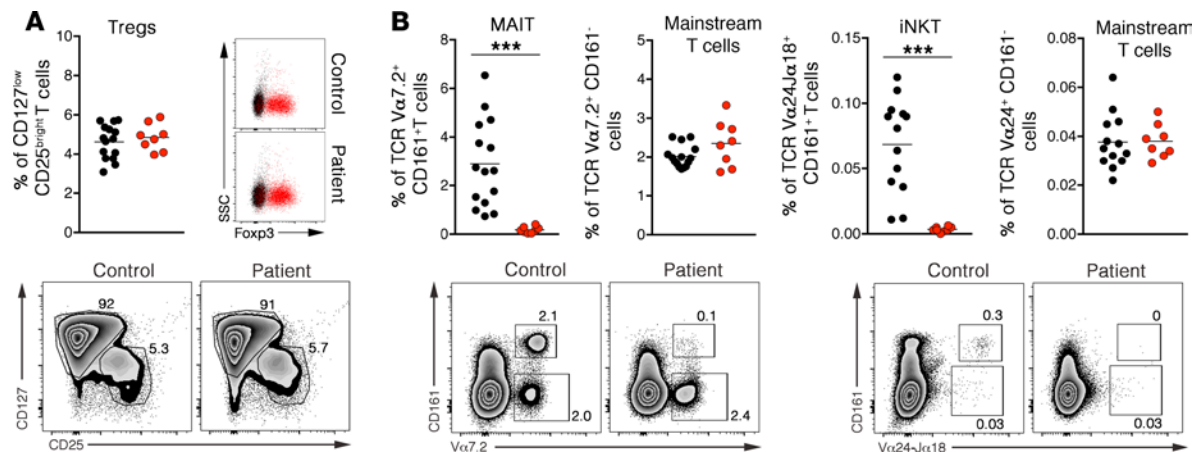 A
Tregs
% of CD127low
CD25bright T cells
10
8
6
4
2
0
SSC
Control
Patient
Foxp3
Control
Patient
92
5.3
91
5.7
CD127
CD25
B
MAIT
***
% of TCR Vα7.2+
CD161+T cells
8
6
4
2
0
Mainstream
T cells
% of TCR Vα7.2+ CD161-
cells
5
4
3
2
1
0
iNKT
***
% of TCR Vα24Jα18+
CD161+ T cells
0.15
0.10
0.05
0.00
Mainstream
T cells
% of TCR Vα24+ CD161-
cells
0.08
0.06
0.04
0.02
0.00
Control
Patient
2.1
2.0
0.1
2.4
CD161
Vα7.2
Control
Patient
0.3
0.03
0
0.03
CD161
Vα24-Jα18